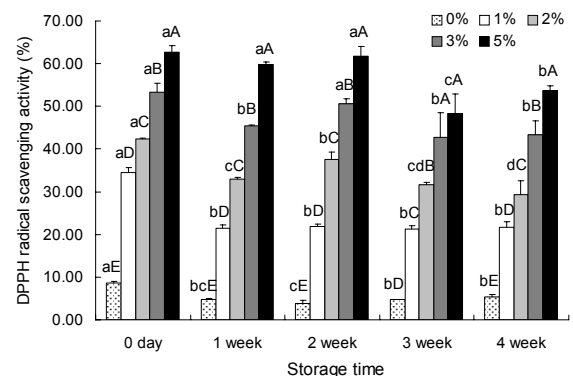 70.00
60.00
50.00
40.00
30.00
20.00
10.00
0.00
DPPH radical scavenging activity (%)
0% 1% 2%
3% 5%
aE aD aC aB aA
bcE bD cC bB aA
cE bD bC aB aA
bD bC cdB bA cA
bE bD dC bB bA
0 day 1 week 2 week 3 week 4 week
Storage time